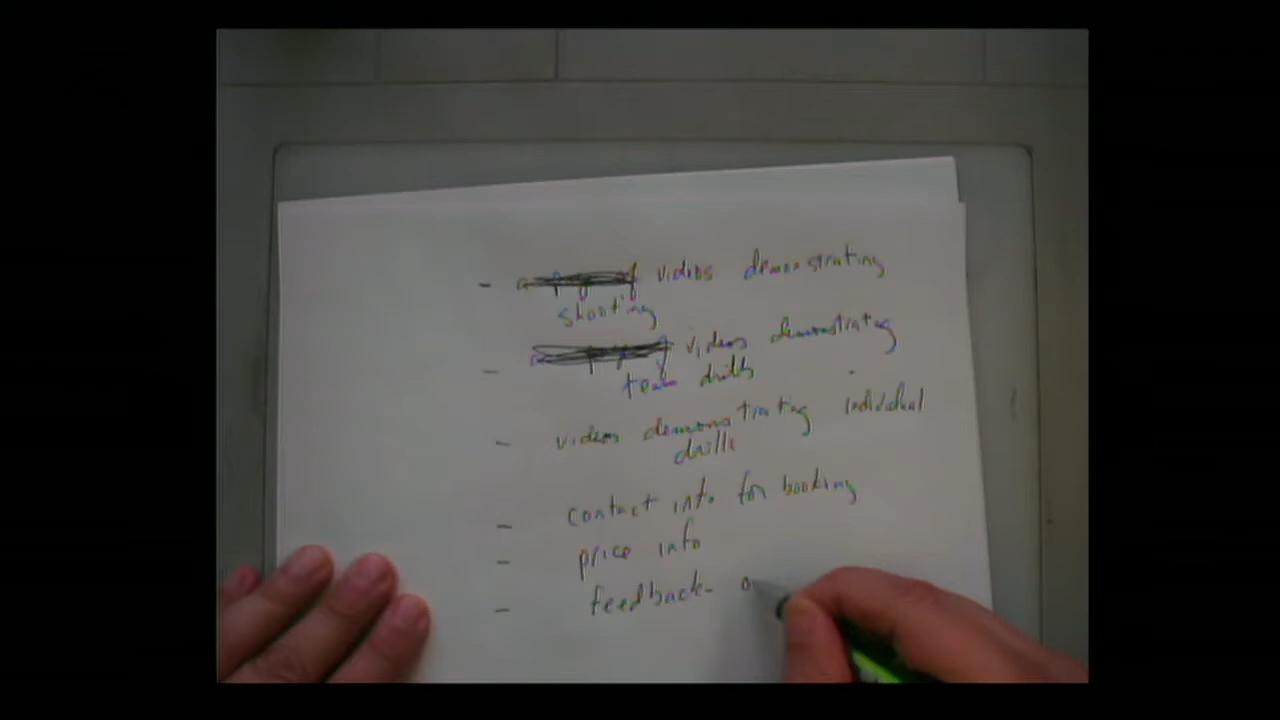 - videos demonstrating
shooting
- videos demonstrating
team drills
- videos demonstrating individual
drills
- contact info for booking
- price info
- feedback - o